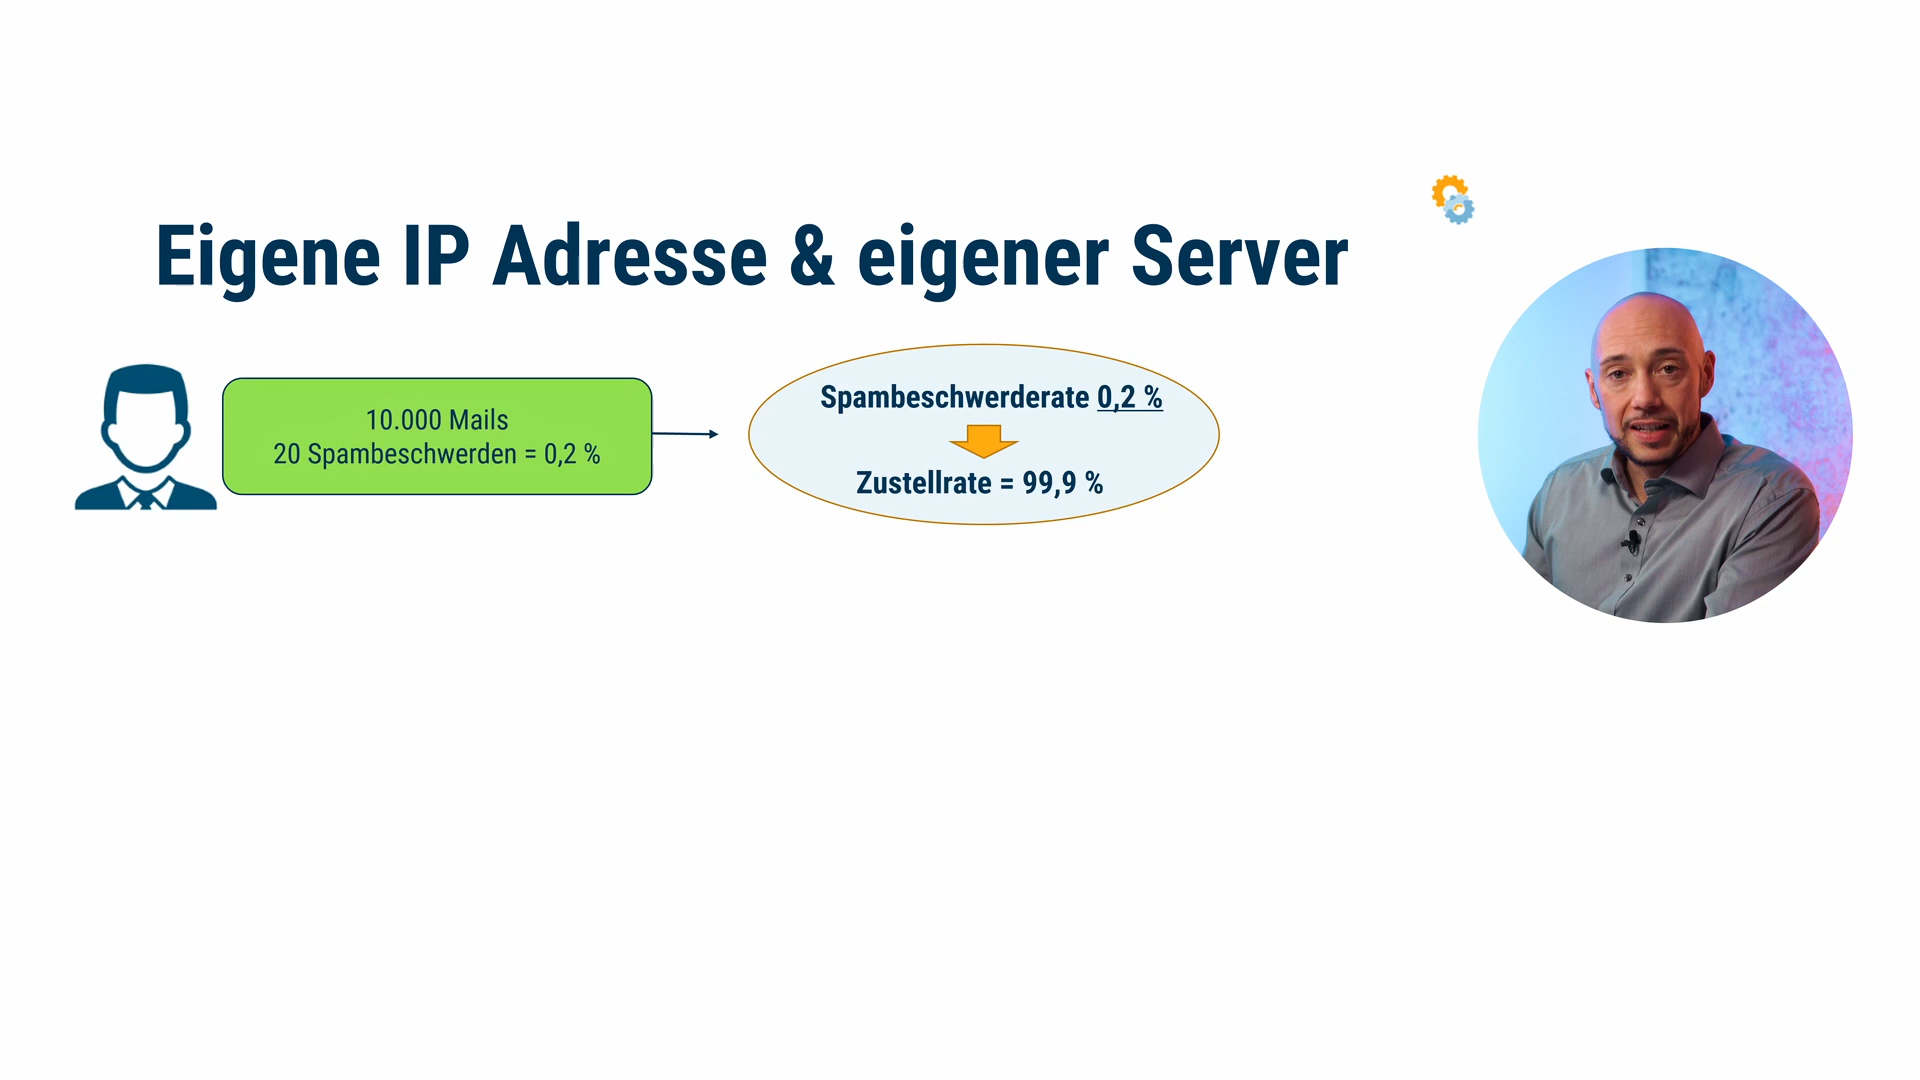 Eigene IP Adresse & eigener Server
10.000 Mails
20 Spambeschwerden = 0,2 %
Spambeschwerderate 0,2 %
Zustellrate = 99,9 %